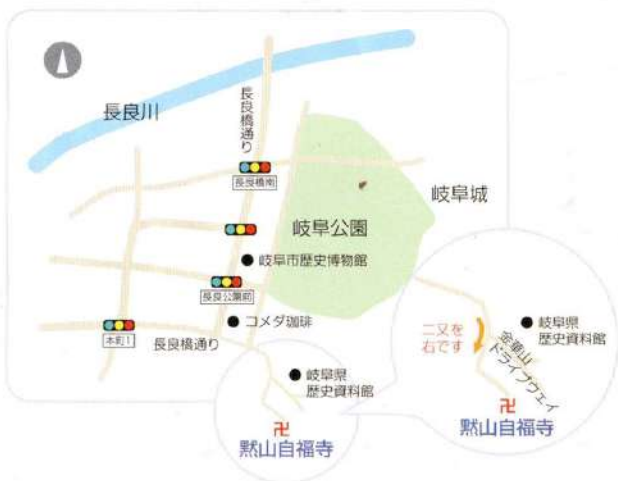 長良川
長良橋通り
長良橋南
岐阜城
岐阜公園
岐阜市歴史博物館
長良公園前
コメダ珈琲
本町1
長良橋通り
岐阜県
歴史資料館
卍
黙山自福寺
二又を
右です
金華山
ドライブウェイ
岐阜県
歴史資料館
卍
黙山自福寺